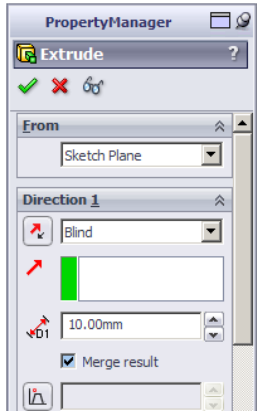 PropertyManager
Extrude ?
From
Sketch Plane
Direction 1
Blind
D1 10.00mm
Merge result